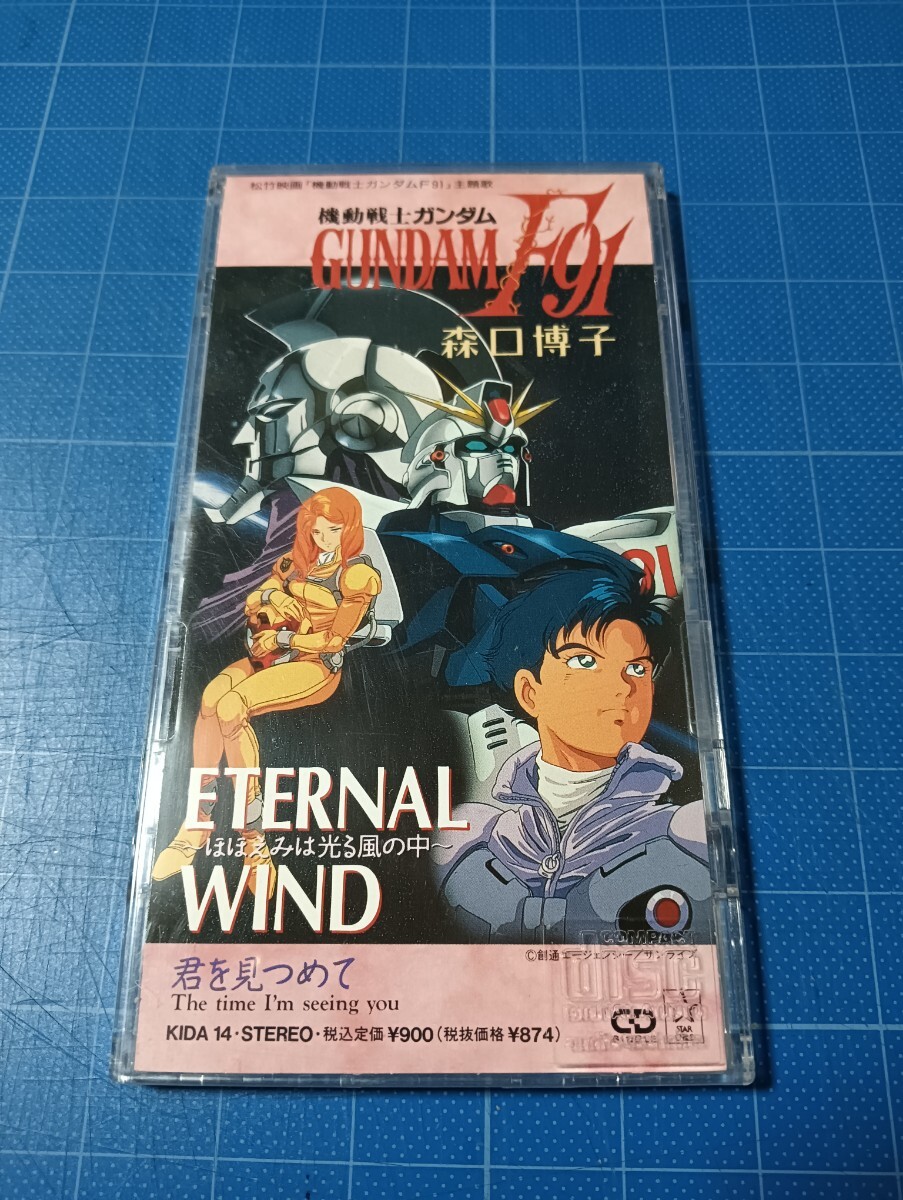 松竹映画「機動戦士ガンダムF91」主題歌
機動戦士ガンダム
GUNDAM F91
森口博子
91
ETERNAL
～ほほえみは光る風の中～
WIND
©創通エージェンシー/サンライズ
君を見つめて
The time I'm seeing you
KIDA 14・STEREO・税込定価¥900(税抜価格¥874)
COMPACT
DISC
CD
STAR
CHILD